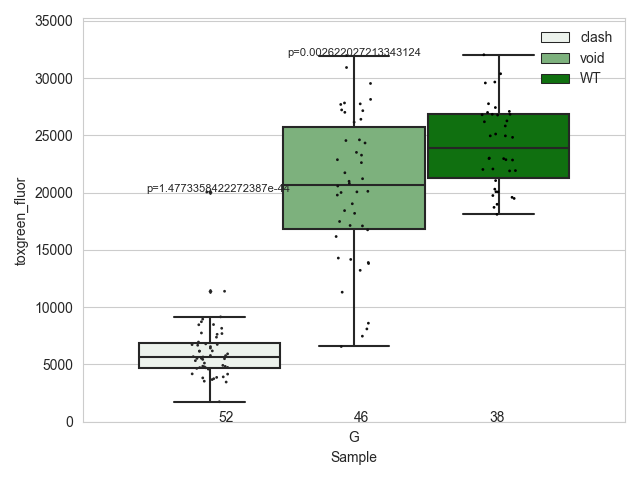 35000
30000
25000
20000
15000
10000
5000
0
toxgreen_fluor
p=0.002622027213343124
p=1.4773358422272387e-44
clash
void
WT
52
46
38
G
Sample